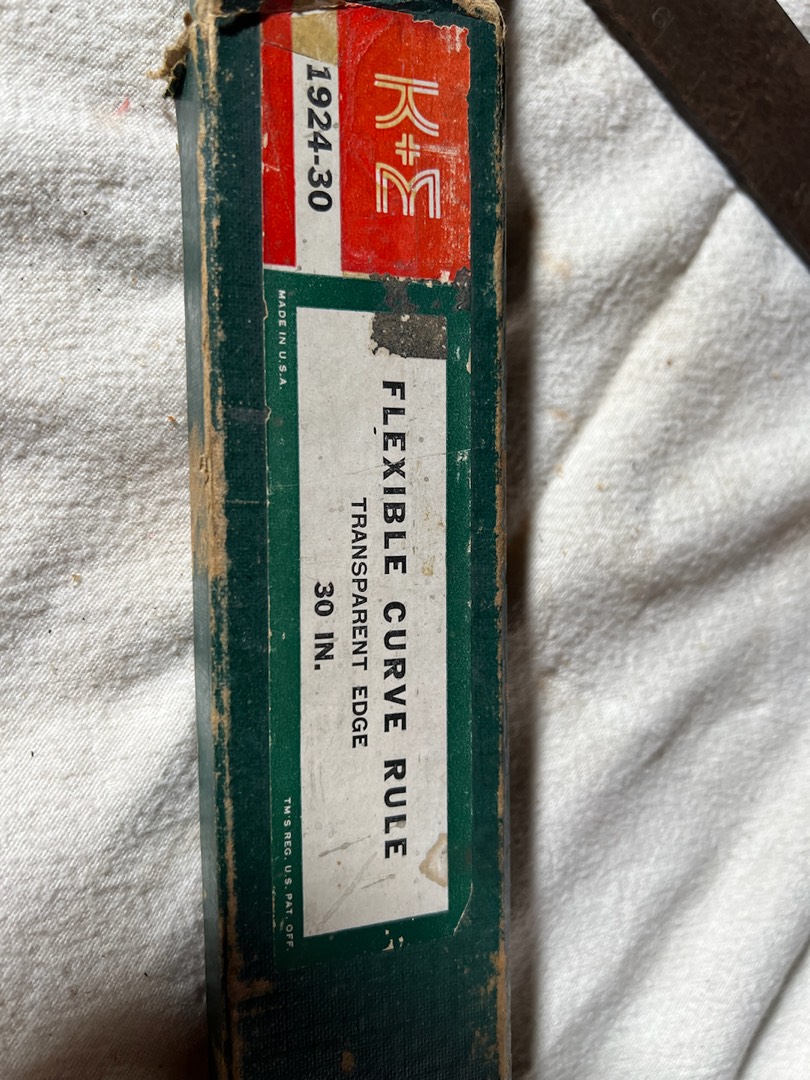 K+E
1924-30
MADE IN U.S.A.
FLEXIBLE CURVE RULE
TRANSPARENT EDGE
30 IN.
TM'S REG. U.S. PAT. OFF.